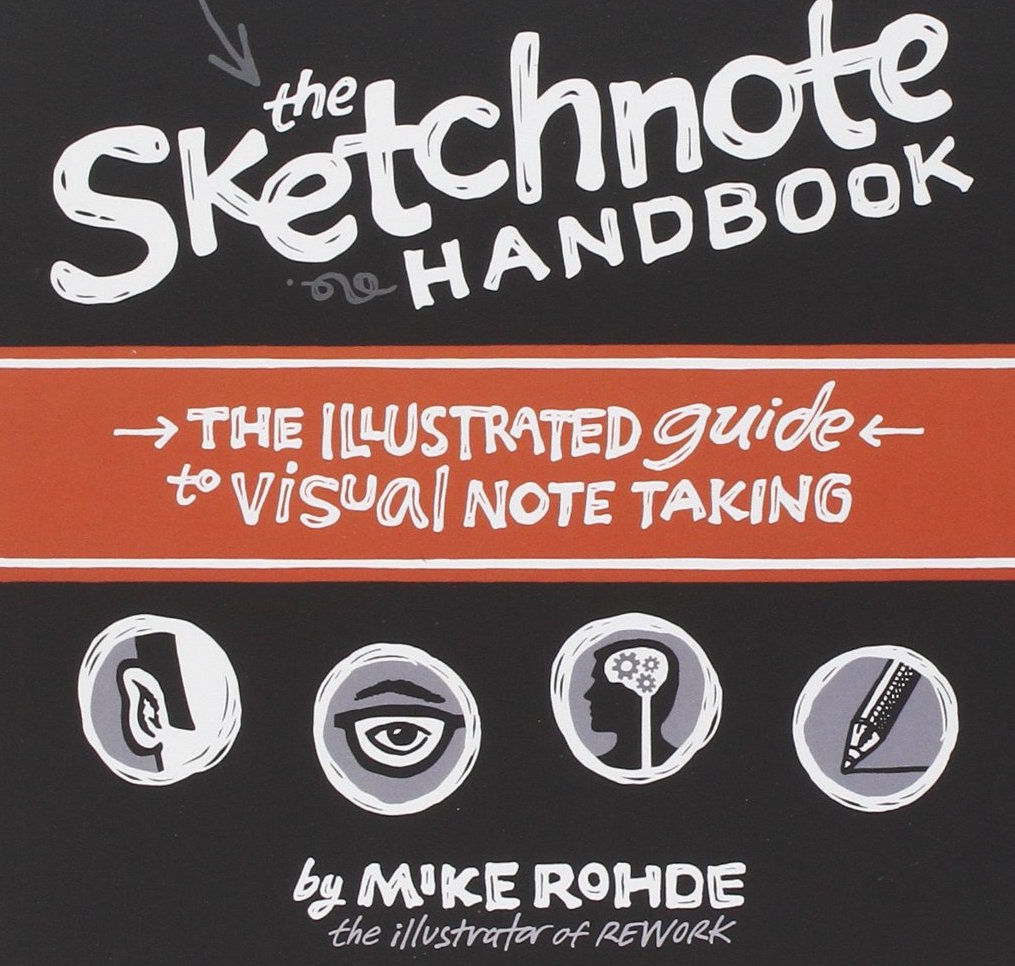 the
Sketchnote
HANDBOOK
THE ILLUSTRATED guide
to visual NOTE TAKING
by MIKE ROHDE
the illustrator of REWORK